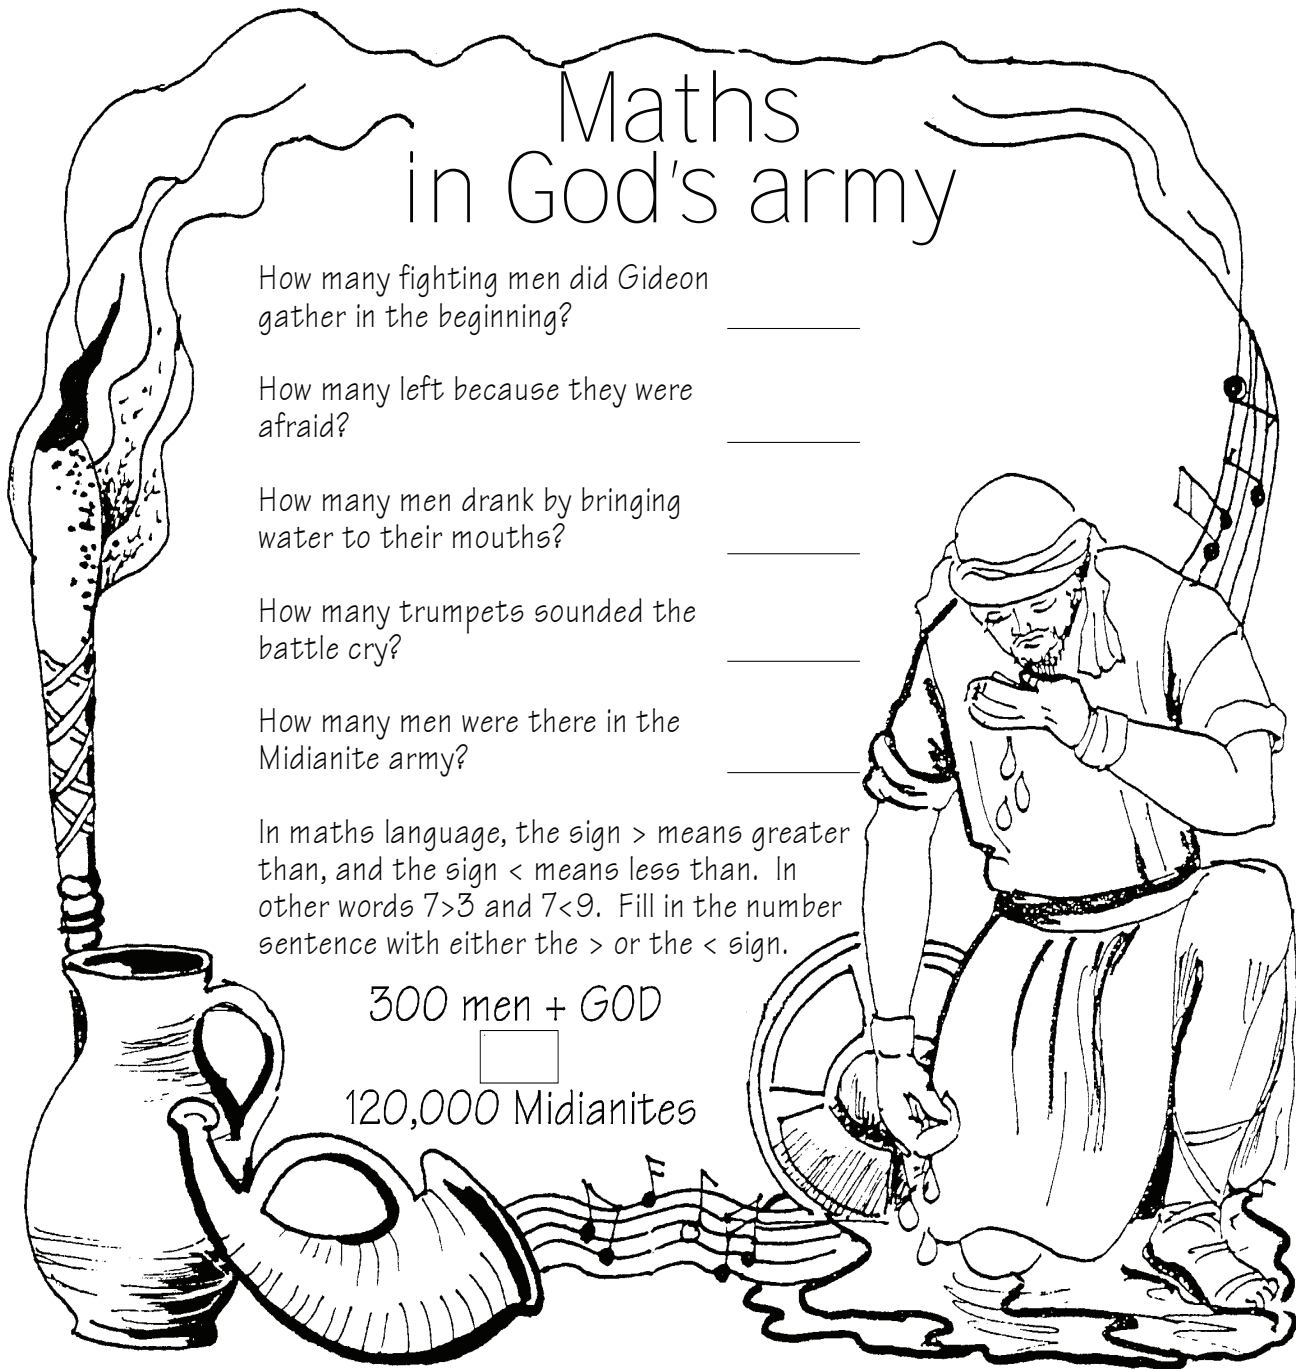 Maths
in God's army
How many fighting men did Gideon
gather in the beginning?
How many left because they were
afraid?
How many men drank by bringing
water to their mouths?
How many trumpets sounded the
battle cry?
How many men were there in the
Midianite army?
In maths language, the sign > means greater
than, and the sign < means less than. In
other words 7>3 and 7<9. Fill in the number
sentence with either the > or the < sign.
300 men + GOD
120,000 Midianites